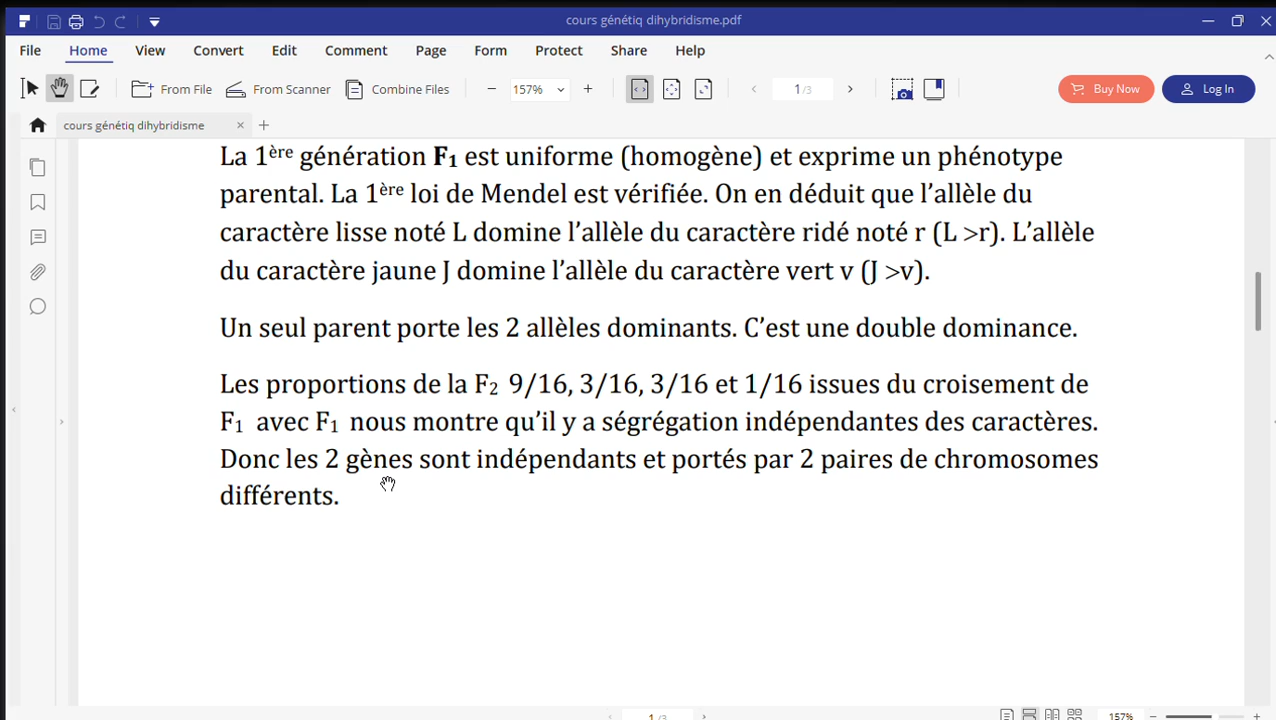 cours génétiq dihybridisme.pdf
File Home View Convert Edit Comment Page Form Protect Share Help
From File From Scanner Combine Files 157% 1/3 Buy Now Log In
cours génétiq dihybridisme
La 1ère génération F1 est uniforme (homogène) et exprime un phénotype
parental. La 1ère loi de Mendel est vérifiée. On en déduit que l’allèle du
caractère lisse noté L domine l’allèle du caractère ridé noté r (L >r). L’allèle
du caractère jaune J domine l’allèle du caractère vert v (J >v).
Un seul parent porte les 2 allèles dominants. C’est une double dominance.
Les proportions de la F2 9/16, 3/16, 3/16 et 1/16 issues du croisement de
F1 avec F1 nous montre qu’il y a ségrégation indépendantes des caractères.
Donc les 2 gènes sont indépendants et portés par 2 paires de chromosomes
différents.
1/3 157%